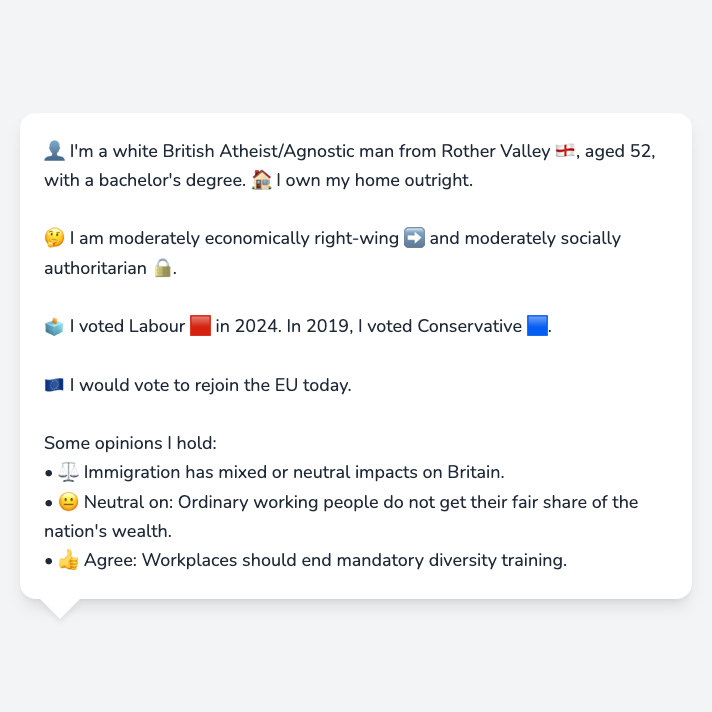 👤 I'm a white British Atheist/Agnostic man from Rother Valley 🏴󠁧󠁢󠁥󠁮󠁧󠁿, aged 52,
with a bachelor's degree. 🏠 I own my home outright.
🤔 I am moderately economically right-wing ➡️ and moderately socially
authoritarian 🔒.
🗳️ I voted Labour 🟥 in 2024. In 2019, I voted Conservative 🟦.
🇪🇺 I would vote to rejoin the EU today.
Some opinions I hold:
• ⚖️ Immigration has mixed or neutral impacts on Britain.
• 😐 Neutral on: Ordinary working people do not get their fair share of the
nation's wealth.
• 👍 Agree: Workplaces should end mandatory diversity training.